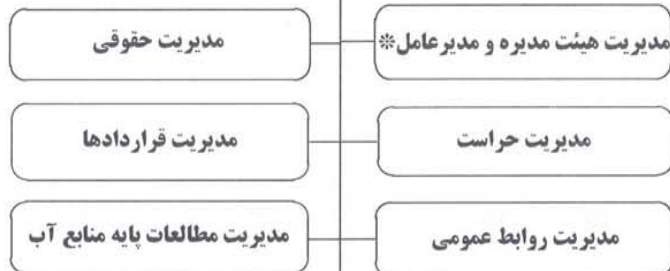 مدیریت هیئت مدیره و مدیرعامل*
مدیریت حقوقی
مدیریت حراست
مدیریت قراردادها
مدیریت روابط عمومی
مدیریت مطالعات پایه منابع آب